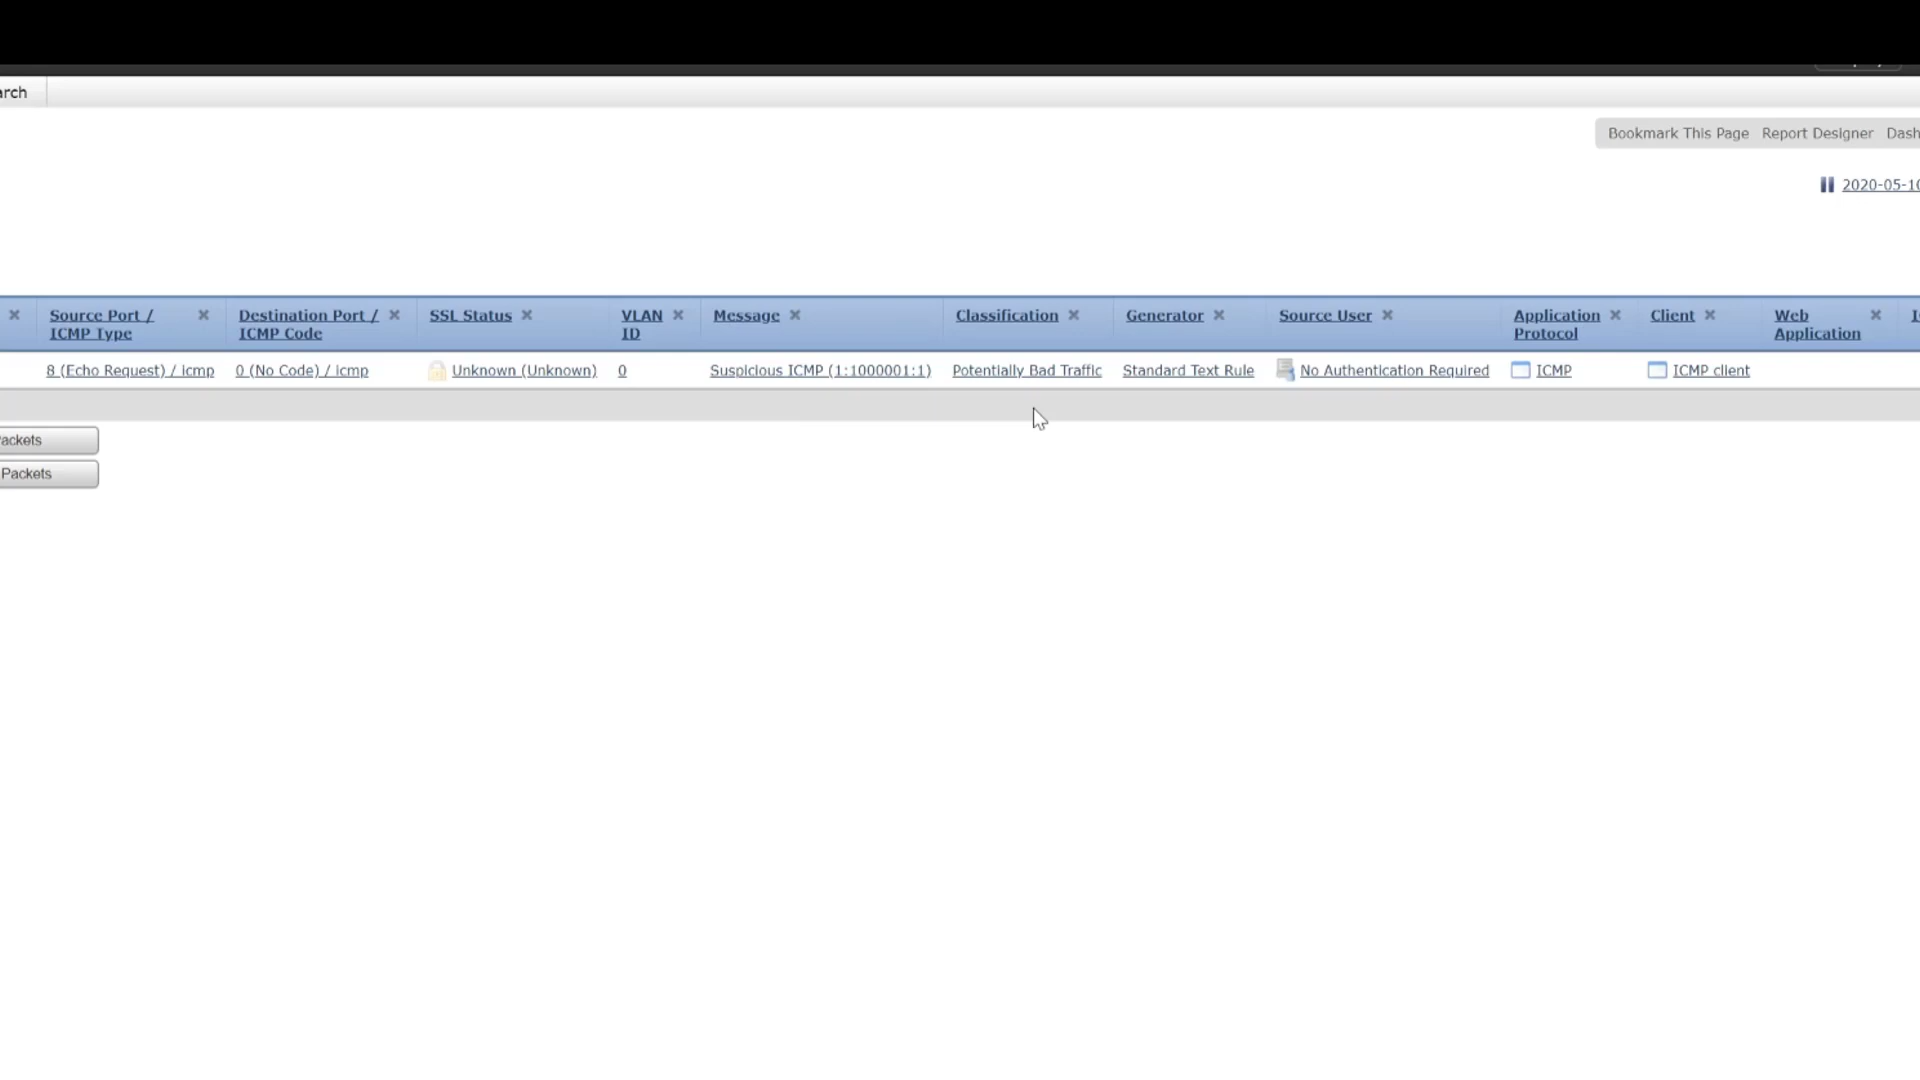 arch
Bookmark This Page Report Designer Dash
2020-05-10
Source Port / ICMP Type
Destination Port / ICMP Code
SSL Status
VLAN ID
Message
Classification
Generator
Source User
Application Protocol
Client
Web Application
8 (Echo Request) / icmp
0 (No Code) / icmp
Unknown (Unknown)
0
Suspicious ICMP (1:1000001:1)
Potentially Bad Traffic
Standard Text Rule
No Authentication Required
ICMP
ICMP client
ackets
Packets